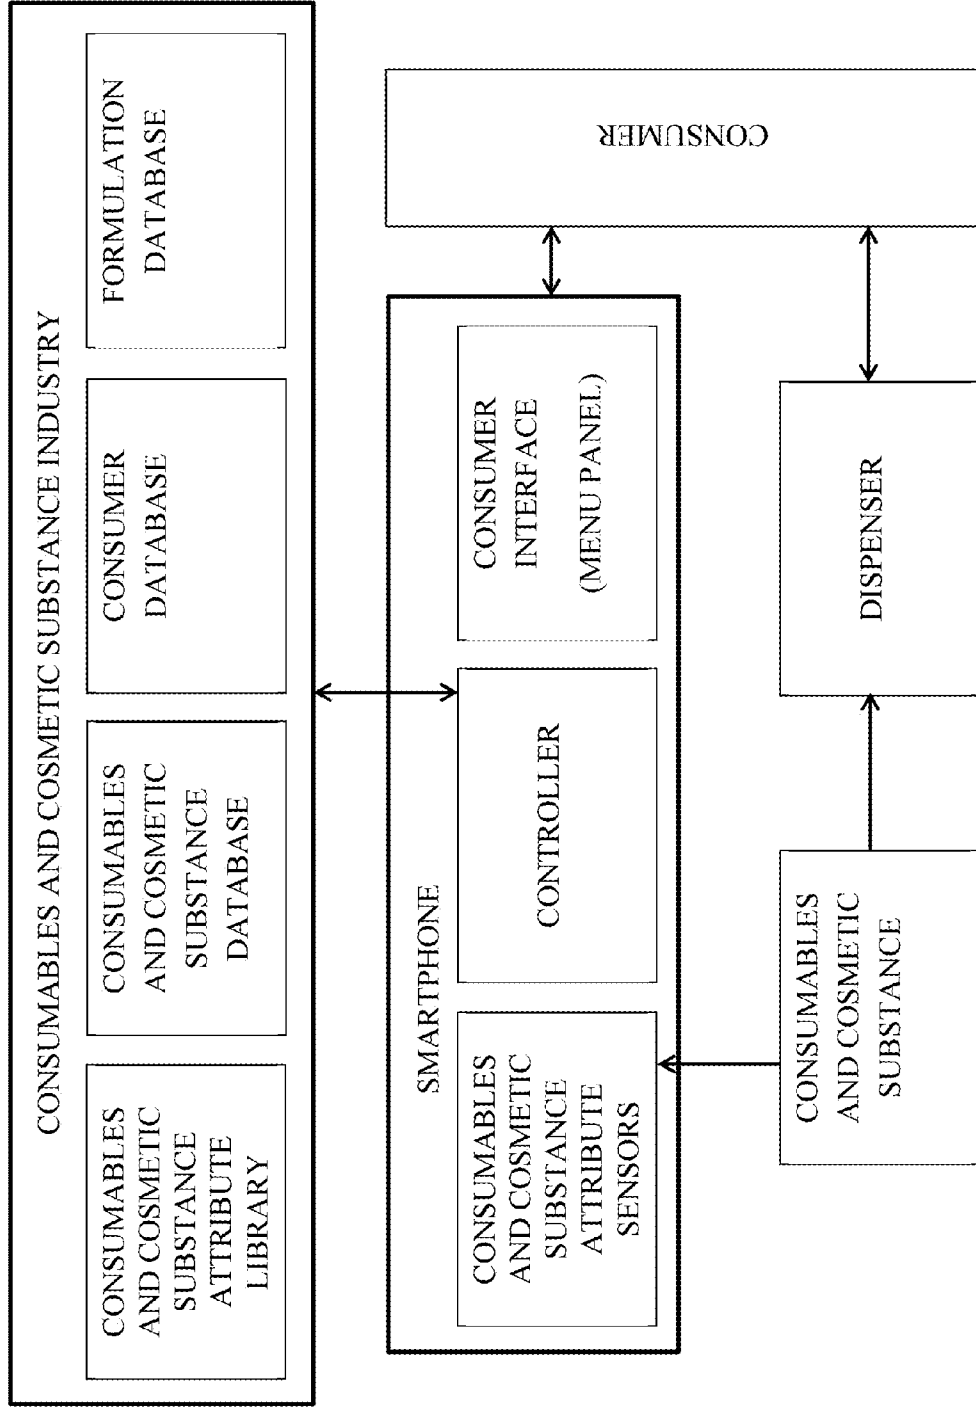 CONSUMABLES AND COSMETIC SUBSTANCE INDUSTRY
CONSUMABLES
AND COSMETIC
SUBSTANCE
ATTRIBUTE
LIBRARY
CONSUMABLES
AND COSMETIC
SUBSTANCE
DATABASE
CONSUMER
DATABASE
FORMULATION
DATABASE
SMARTPHONE
CONSUMABLES
AND COSMETIC
SUBSTANCE
ATTRIBUTE
SENSORS
CONTROLLER
CONSUMER
INTERFACE
(MENU PANEL)
CONSUMER
CONSUMABLES
AND COSMETIC
SUBSTANCE
DISPENSER